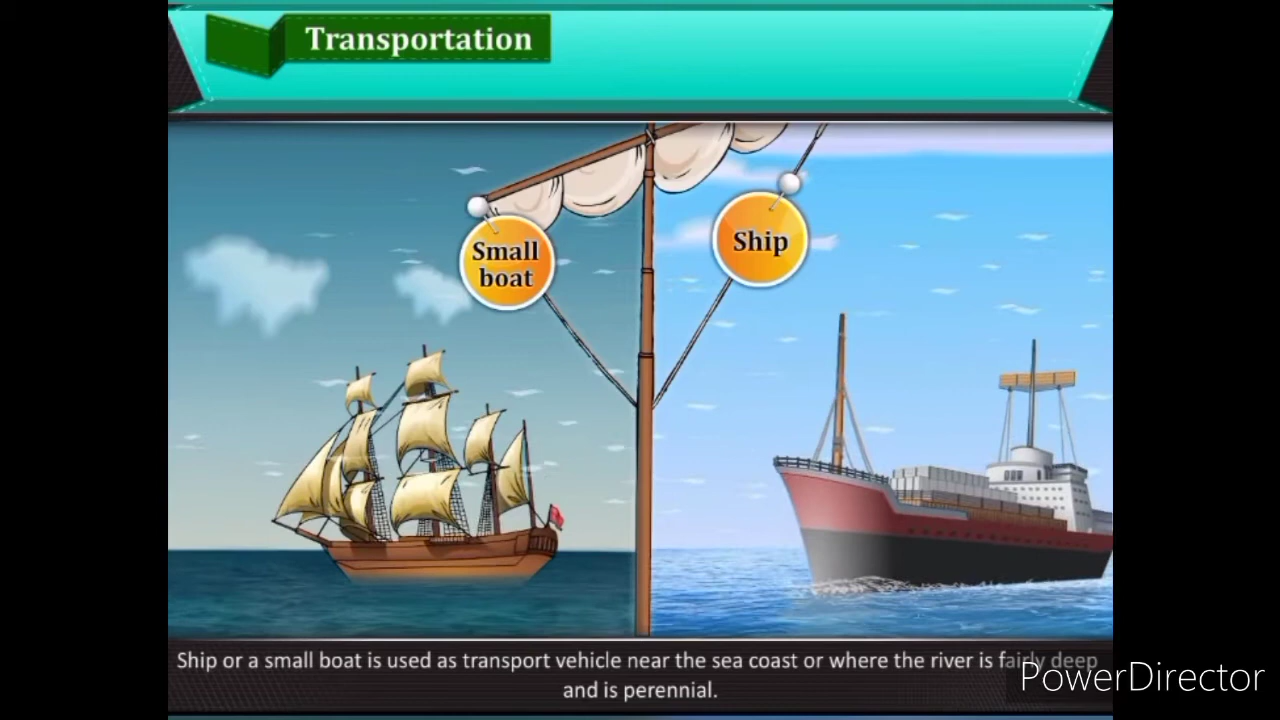 Transportation
Small
boat
Ship
Ship or a small boat is used as transport vehicle near the sea coast or where the river is fairly deep
and is perennial.
PowerDirector